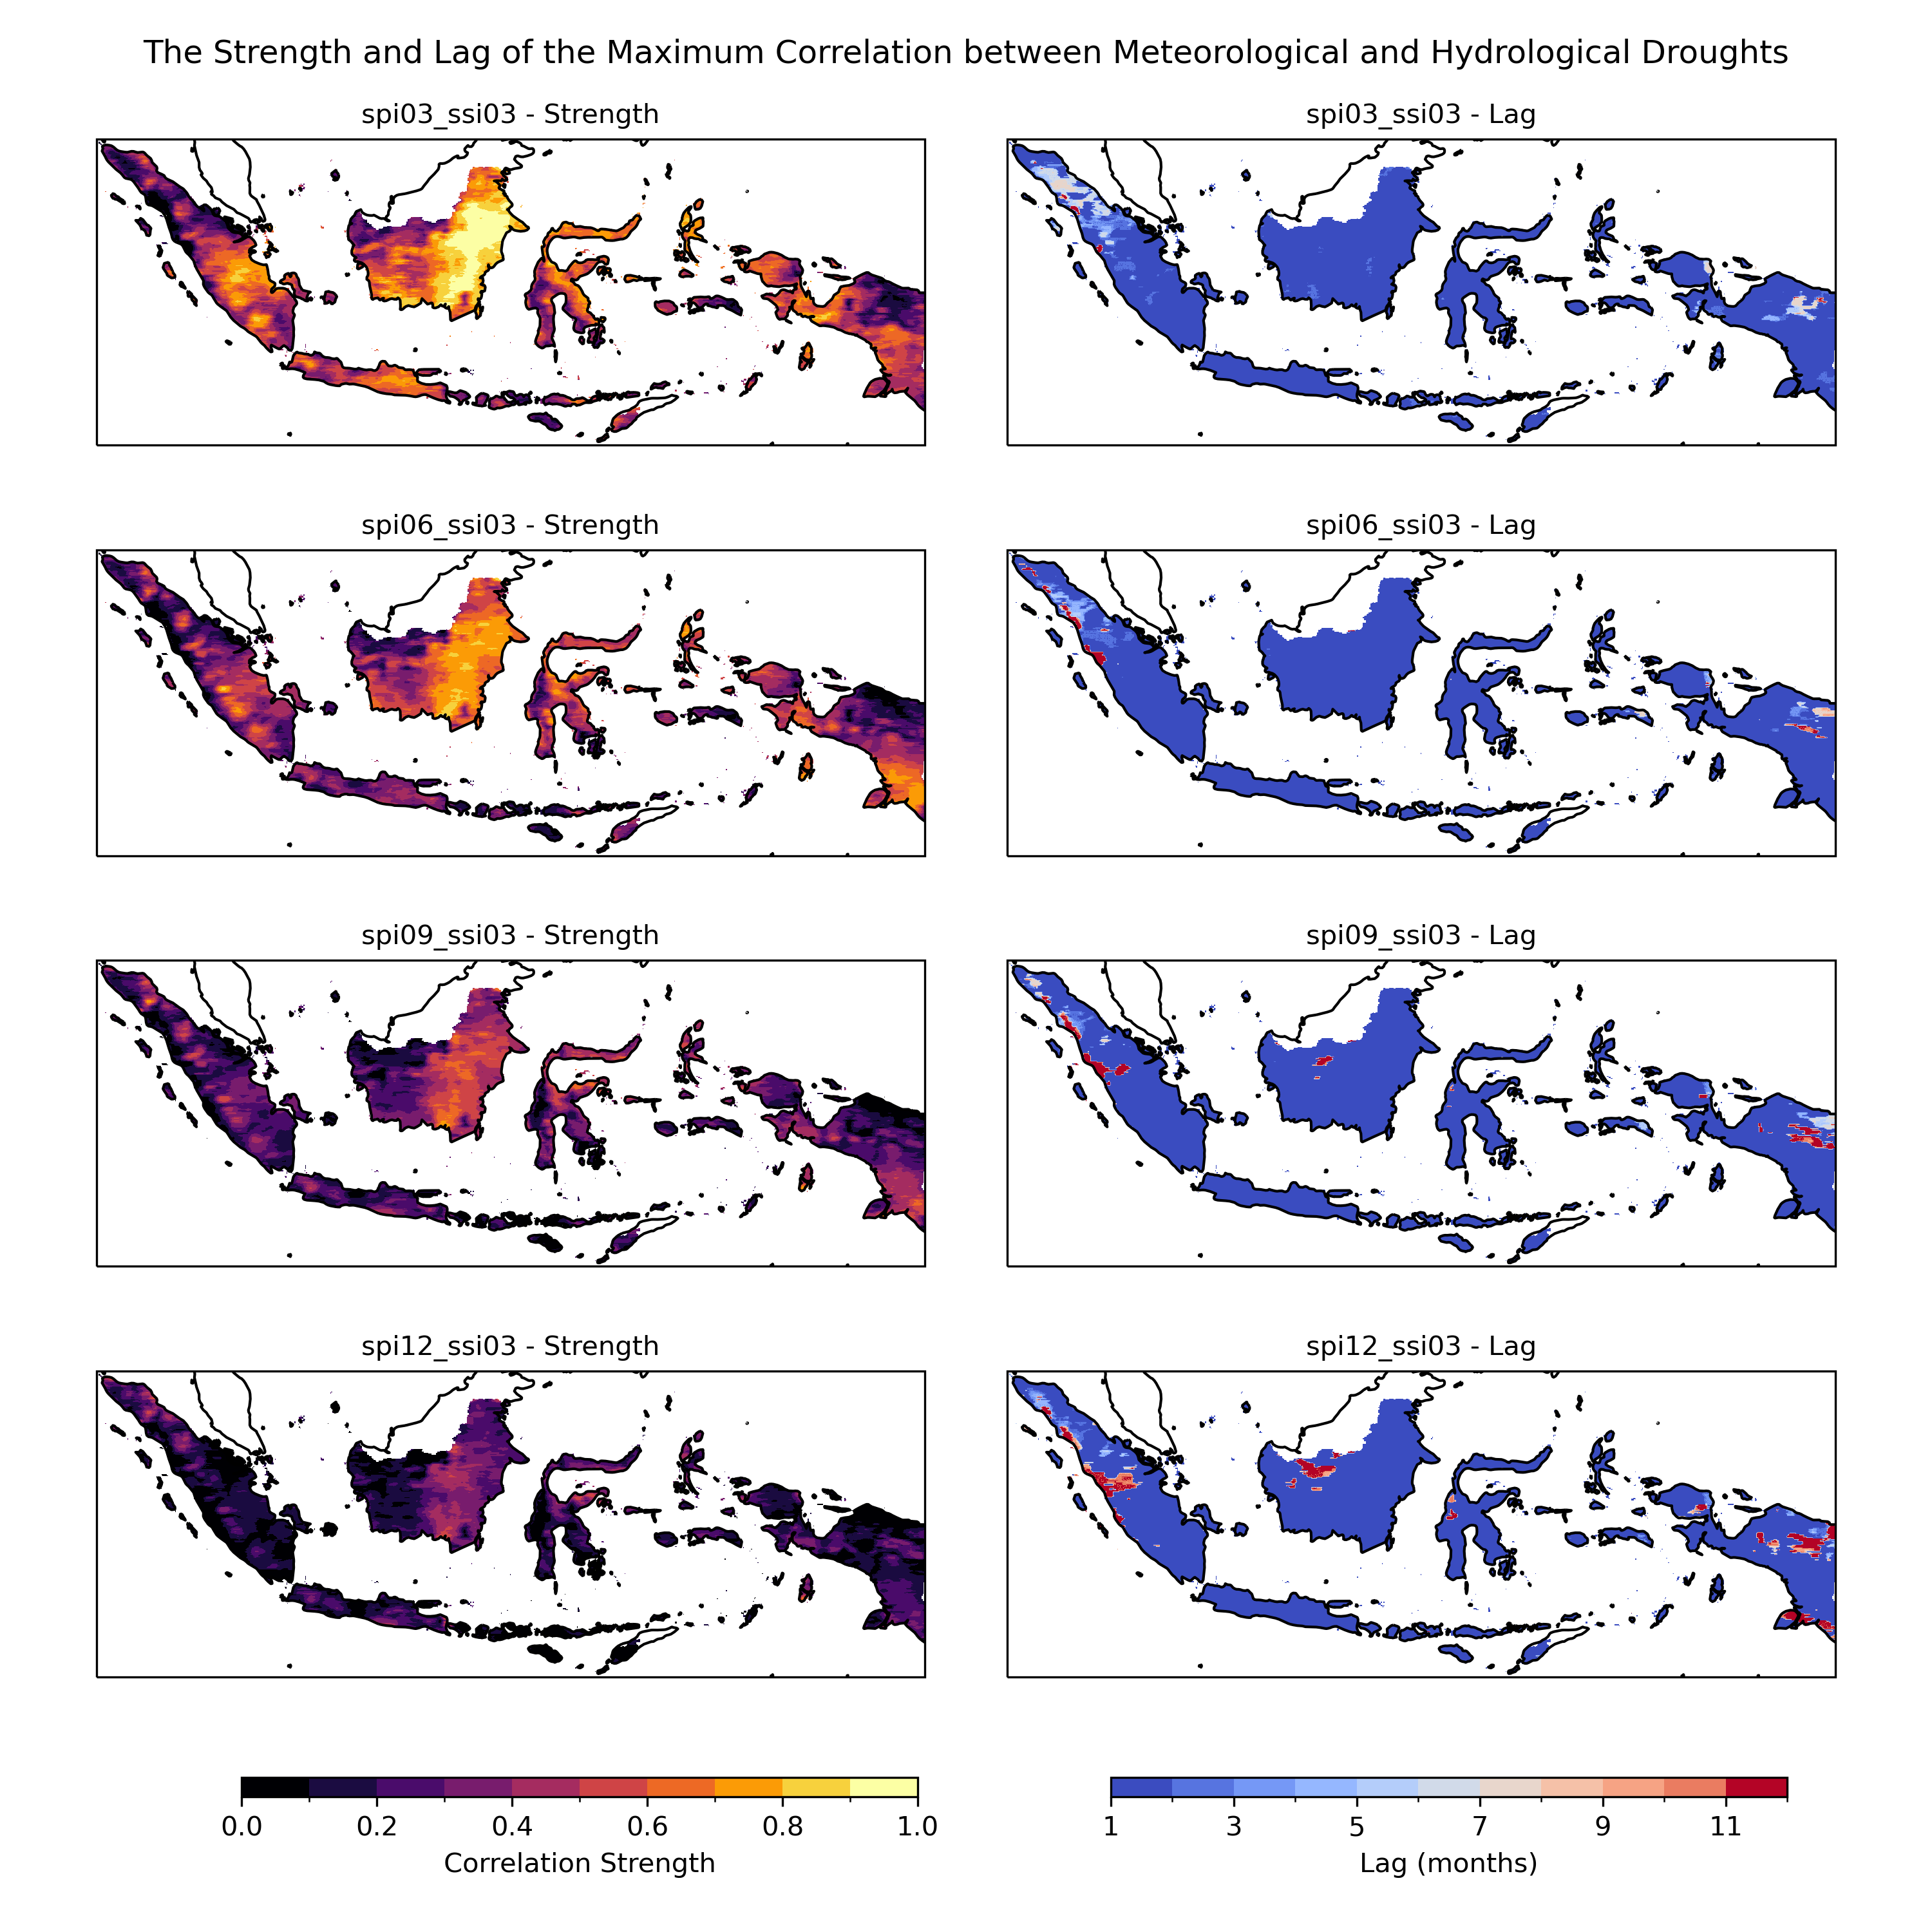 The Strength and Lag of the Maximum Correlation between Meteorological and Hydrological Droughts
spi03_ssi03 - Strength
spi03_ssi03 - Lag
spi06_ssi03 - Strength
spi06_ssi03 - Lag
spi09_ssi03 - Strength
spi09_ssi03 - Lag
spi12_ssi03 - Strength
spi12_ssi03 - Lag
0.0 0.2 0.4 0.6 0.8 1.0
Correlation Strength
1 3 5 7 9 11
Lag (months)